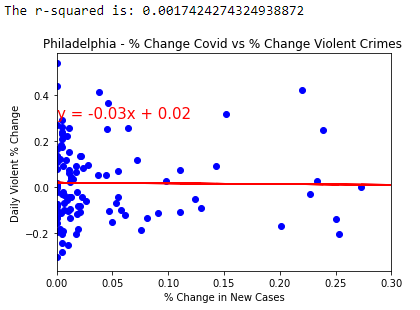 The r-squared is: 0.0017424274324938872
Philadelphia - % Change Covid vs % Change Violent Crimes
y = -0.03x + 0.02
Daily Violent % Change
0.4
0.2
0.0
−0.2
0.00 0.05 0.10 0.15 0.20 0.25 0.30
% Change in New Cases